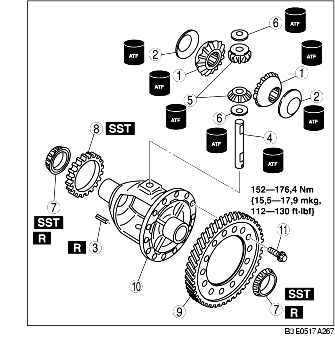 6
ATF
ATF
2
ATF
ATF
1
1
ATF
5
2
ATF
ATF
6
8 SST
ATF
4
ATF
7
152—176,4 Nm
{15,5—17,9 mkg,
112—130 ft·lbf}
SST
R
R
3
11
10
9
7
SST
R
B3E0517A267